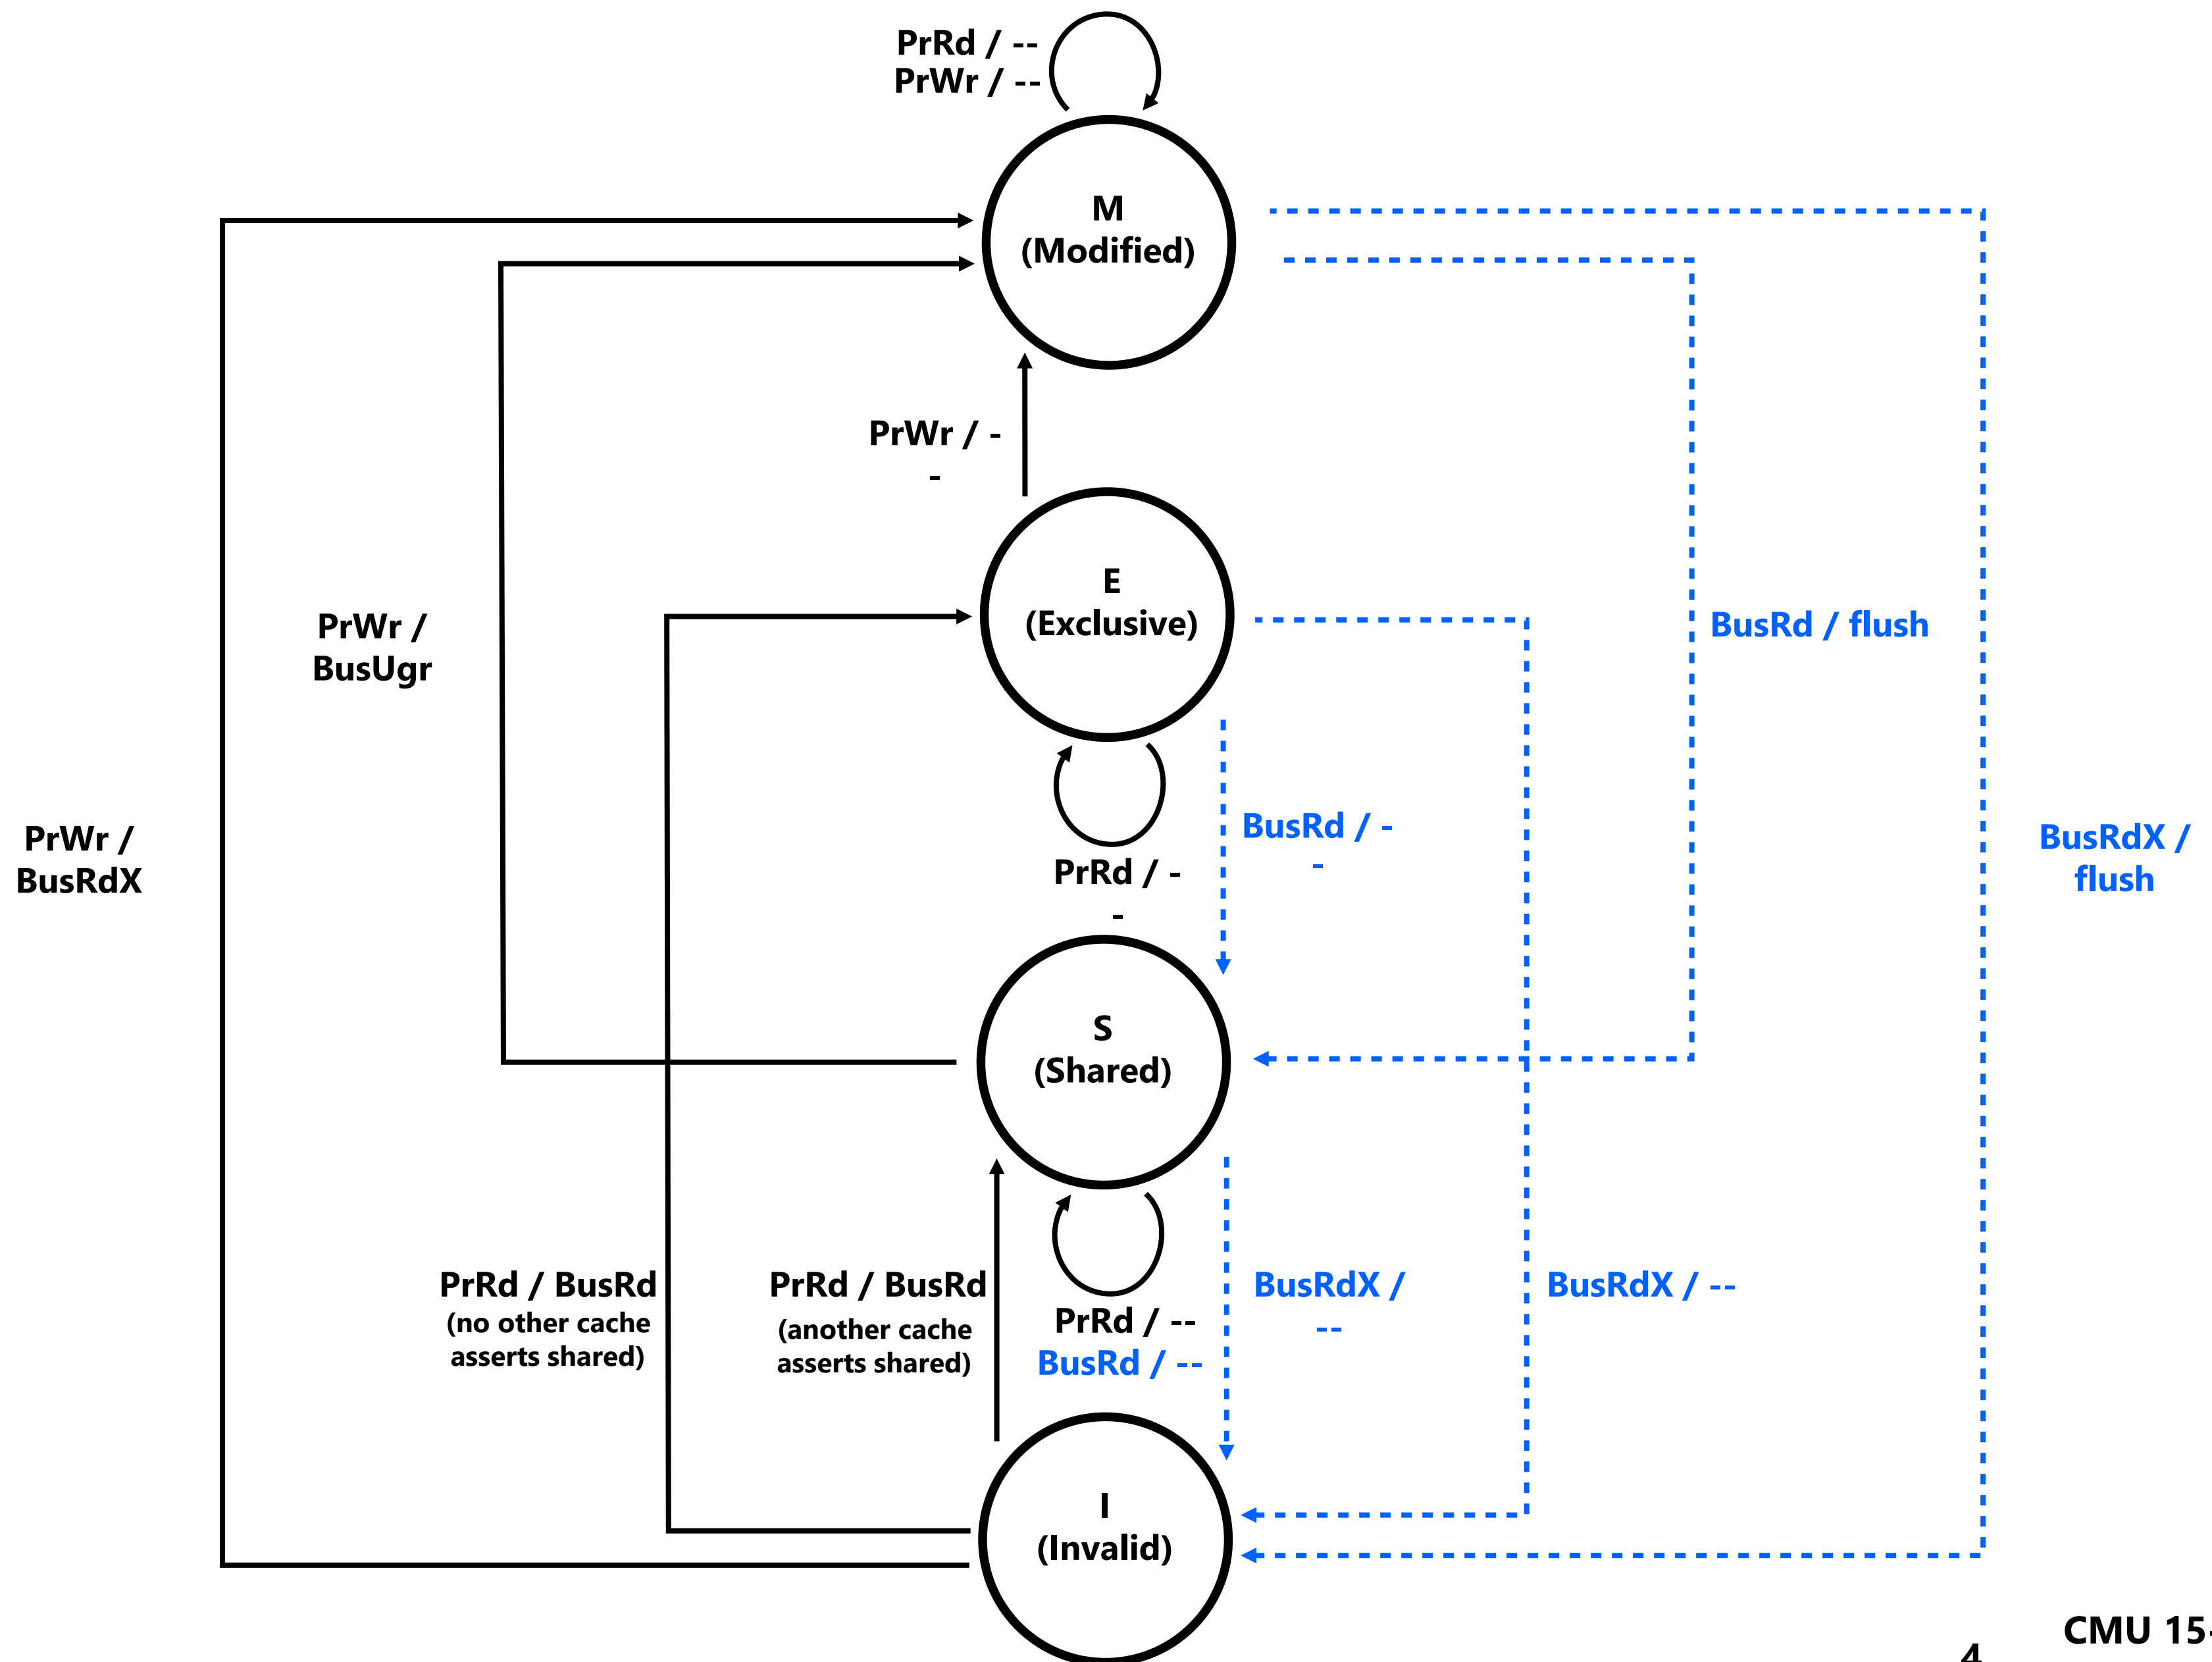 PrRd / --
PrWr / --
M
(Modified)
PrWr / -
-
E
(Exclusive)
PrWr /
BusUgr
BusRd / flush
PrWr /
BusRdX
BusRd / -
-
PrRd / -
-
BusRdX /
flush
S
(Shared)
PrRd / BusRd
(no other cache
asserts shared)
PrRd / BusRd
(another cache
asserts shared)
PrRd / --
BusRd / --
BusRdX /
--
BusRdX / --
I
(Invalid)
CMU 15-
4